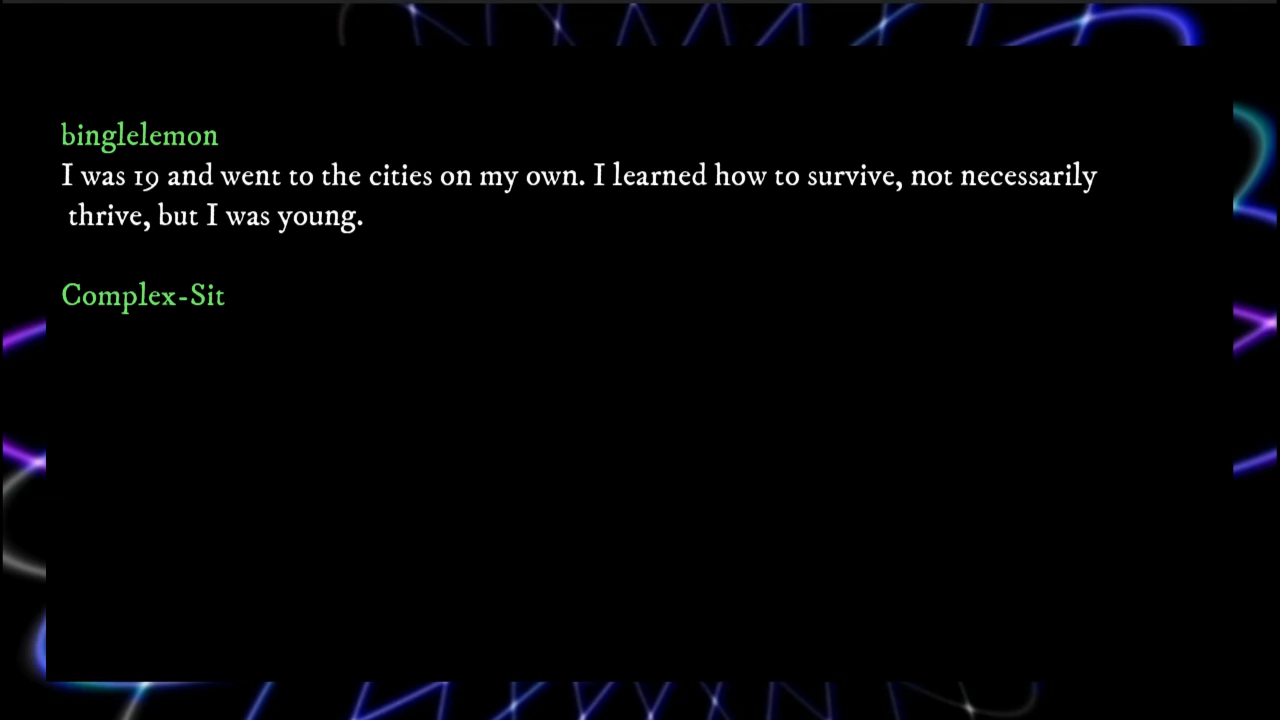 binglelemon
I was 19 and went to the cities on my own. I learned how to survive, not necessarily
thrive, but I was young.
Complex-Sit